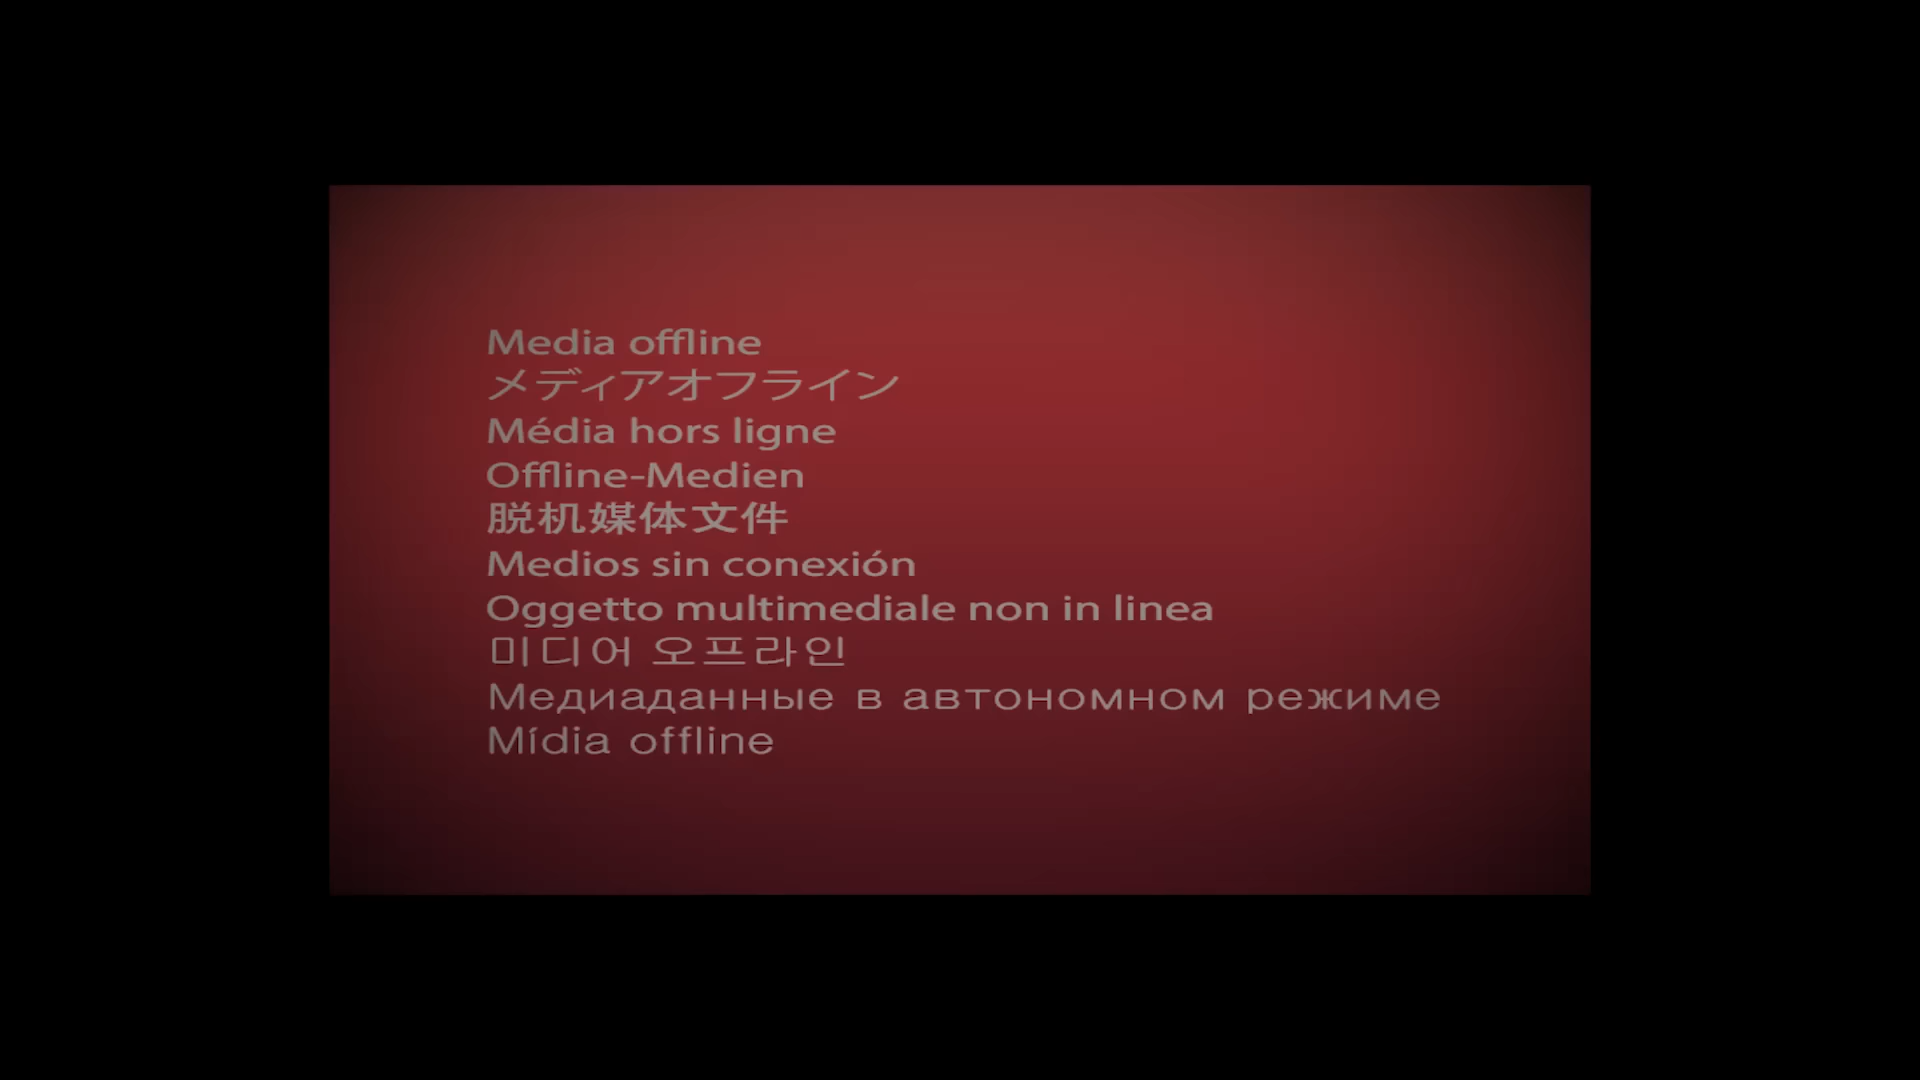 Media offline
メディアオフライン
Média hors ligne
Offline-Medien
脱机媒体文件
Medios sin conexión
Oggetto multimediale non in linea
미디어 오프라인
Медиаданные в автономном режиме
Mídia offline